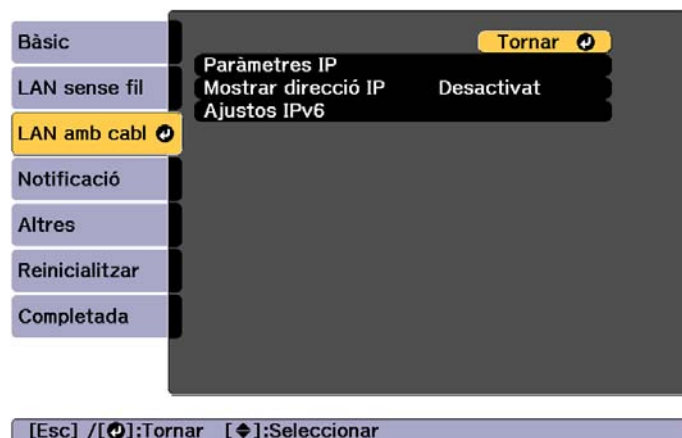 Bàsic
LAN sense fil
LAN amb cabl
Notificació
Altres
Reinicialitzar
Completada
Tornar
Paràmetres IP
Mostrar direcció IP Desactivat
Ajustos IPv6
[Esc] /[⏎]:Tornar [◆]:Seleccionar